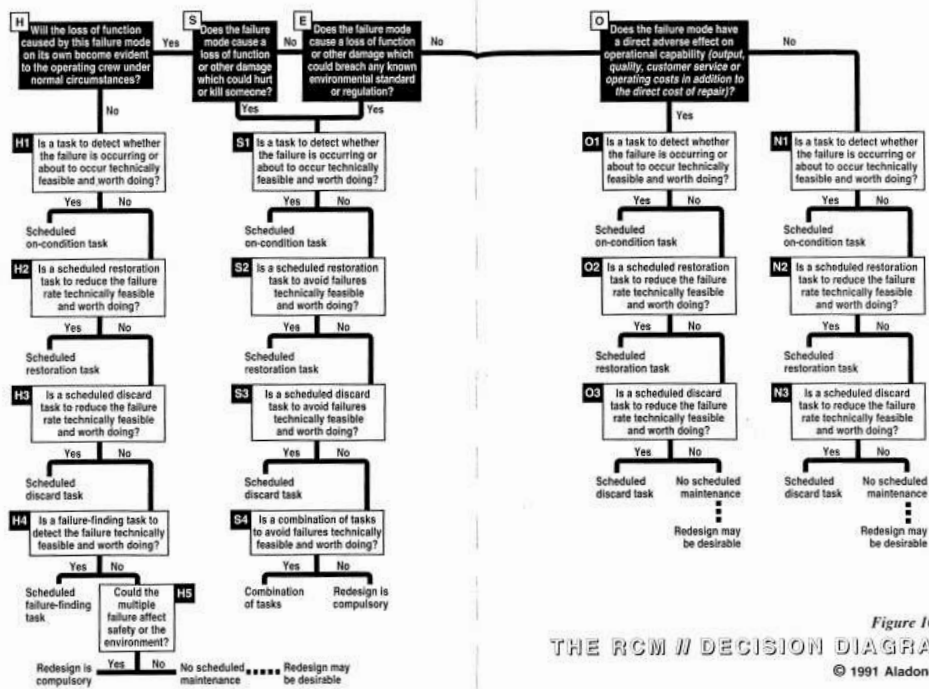 H
Will the loss of function
caused by this failure mode
on its own become evident
to the operating crew under
normal circumstances?
Yes
S
Does the failure
mode cause a
loss of function
or other damage
which could hurt
or kill someone?
No
E
Does the failure mode
cause a loss of function
or other damage which
could breach any known
environmental standard
or regulation?
No
O
Does the failure mode have
a direct adverse effect on
operational capability (output,
quality, customer service or
operating costs in addition to
the direct cost of repair)?
No
No
Yes
Yes
Yes
H1
Is a task to detect whether
the failure is occurring or
about to occur technically
feasible and worth doing?
Yes
No
Scheduled
on-condition task
H2
Is a scheduled restoration
task to reduce the failure
rate technically feasible
and worth doing?
Yes
No
Scheduled
restoration task
H3
Is a scheduled discard
task to reduce the failure
rate technically feasible
and worth doing?
Yes
No
Scheduled
discard task
H4
Is a failure-finding task to
detect the failure technically
feasible and worth doing?
Yes
No
Scheduled
failure-finding
task
H5
Could the
multiple
failure affect
safety or the
environment?
Redesign is
compulsory
Yes
No
No scheduled
maintenance
Redesign may
be desirable
S1
Is a task to detect whether
the failure is occurring or
about to occur technically
feasible and worth doing?
Yes
No
Scheduled
on-condition task
S2
Is a scheduled restoration
task to avoid failures
technically feasible
and worth doing?
Yes
No
Scheduled
restoration task
S3
Is a scheduled discard
task to avoid failures
technically feasible
and worth doing?
Yes
No
Scheduled
discard task
S4
Is a combination of tasks
to avoid failures technically
feasible and worth doing?
Yes
No
Combination
of tasks
Redesign is
compulsory
O1
Is a task to detect whether
the failure is occurring or
about to occur technically
feasible and worth doing?
Yes
No
Scheduled
on-condition task
O2
Is a scheduled restoration
task to reduce the failure
rate technically feasible
and worth doing?
Yes
No
Scheduled
restoration task
O3
Is a scheduled discard
task to reduce the failure
rate technically feasible
and worth doing?
Yes
No
Scheduled
discard task
No scheduled
maintenance
Redesign may
be desirable
N1
Is a task to detect whether
the failure is occurring or
about to occur technically
feasible and worth doing?
Yes
No
Scheduled
on-condition task
N2
Is a scheduled restoration
task to reduce the failure
rate technically feasible
and worth doing?
Yes
No
Scheduled
restoration task
N3
Is a scheduled discard
task to reduce the failure
rate technically feasible
and worth doing?
Yes
No
Scheduled
discard task
No scheduled
maintenance
Redesign may
be desirable
Figure 1
THE RCM II DECISION DIAGRA
© 1991 Aladon